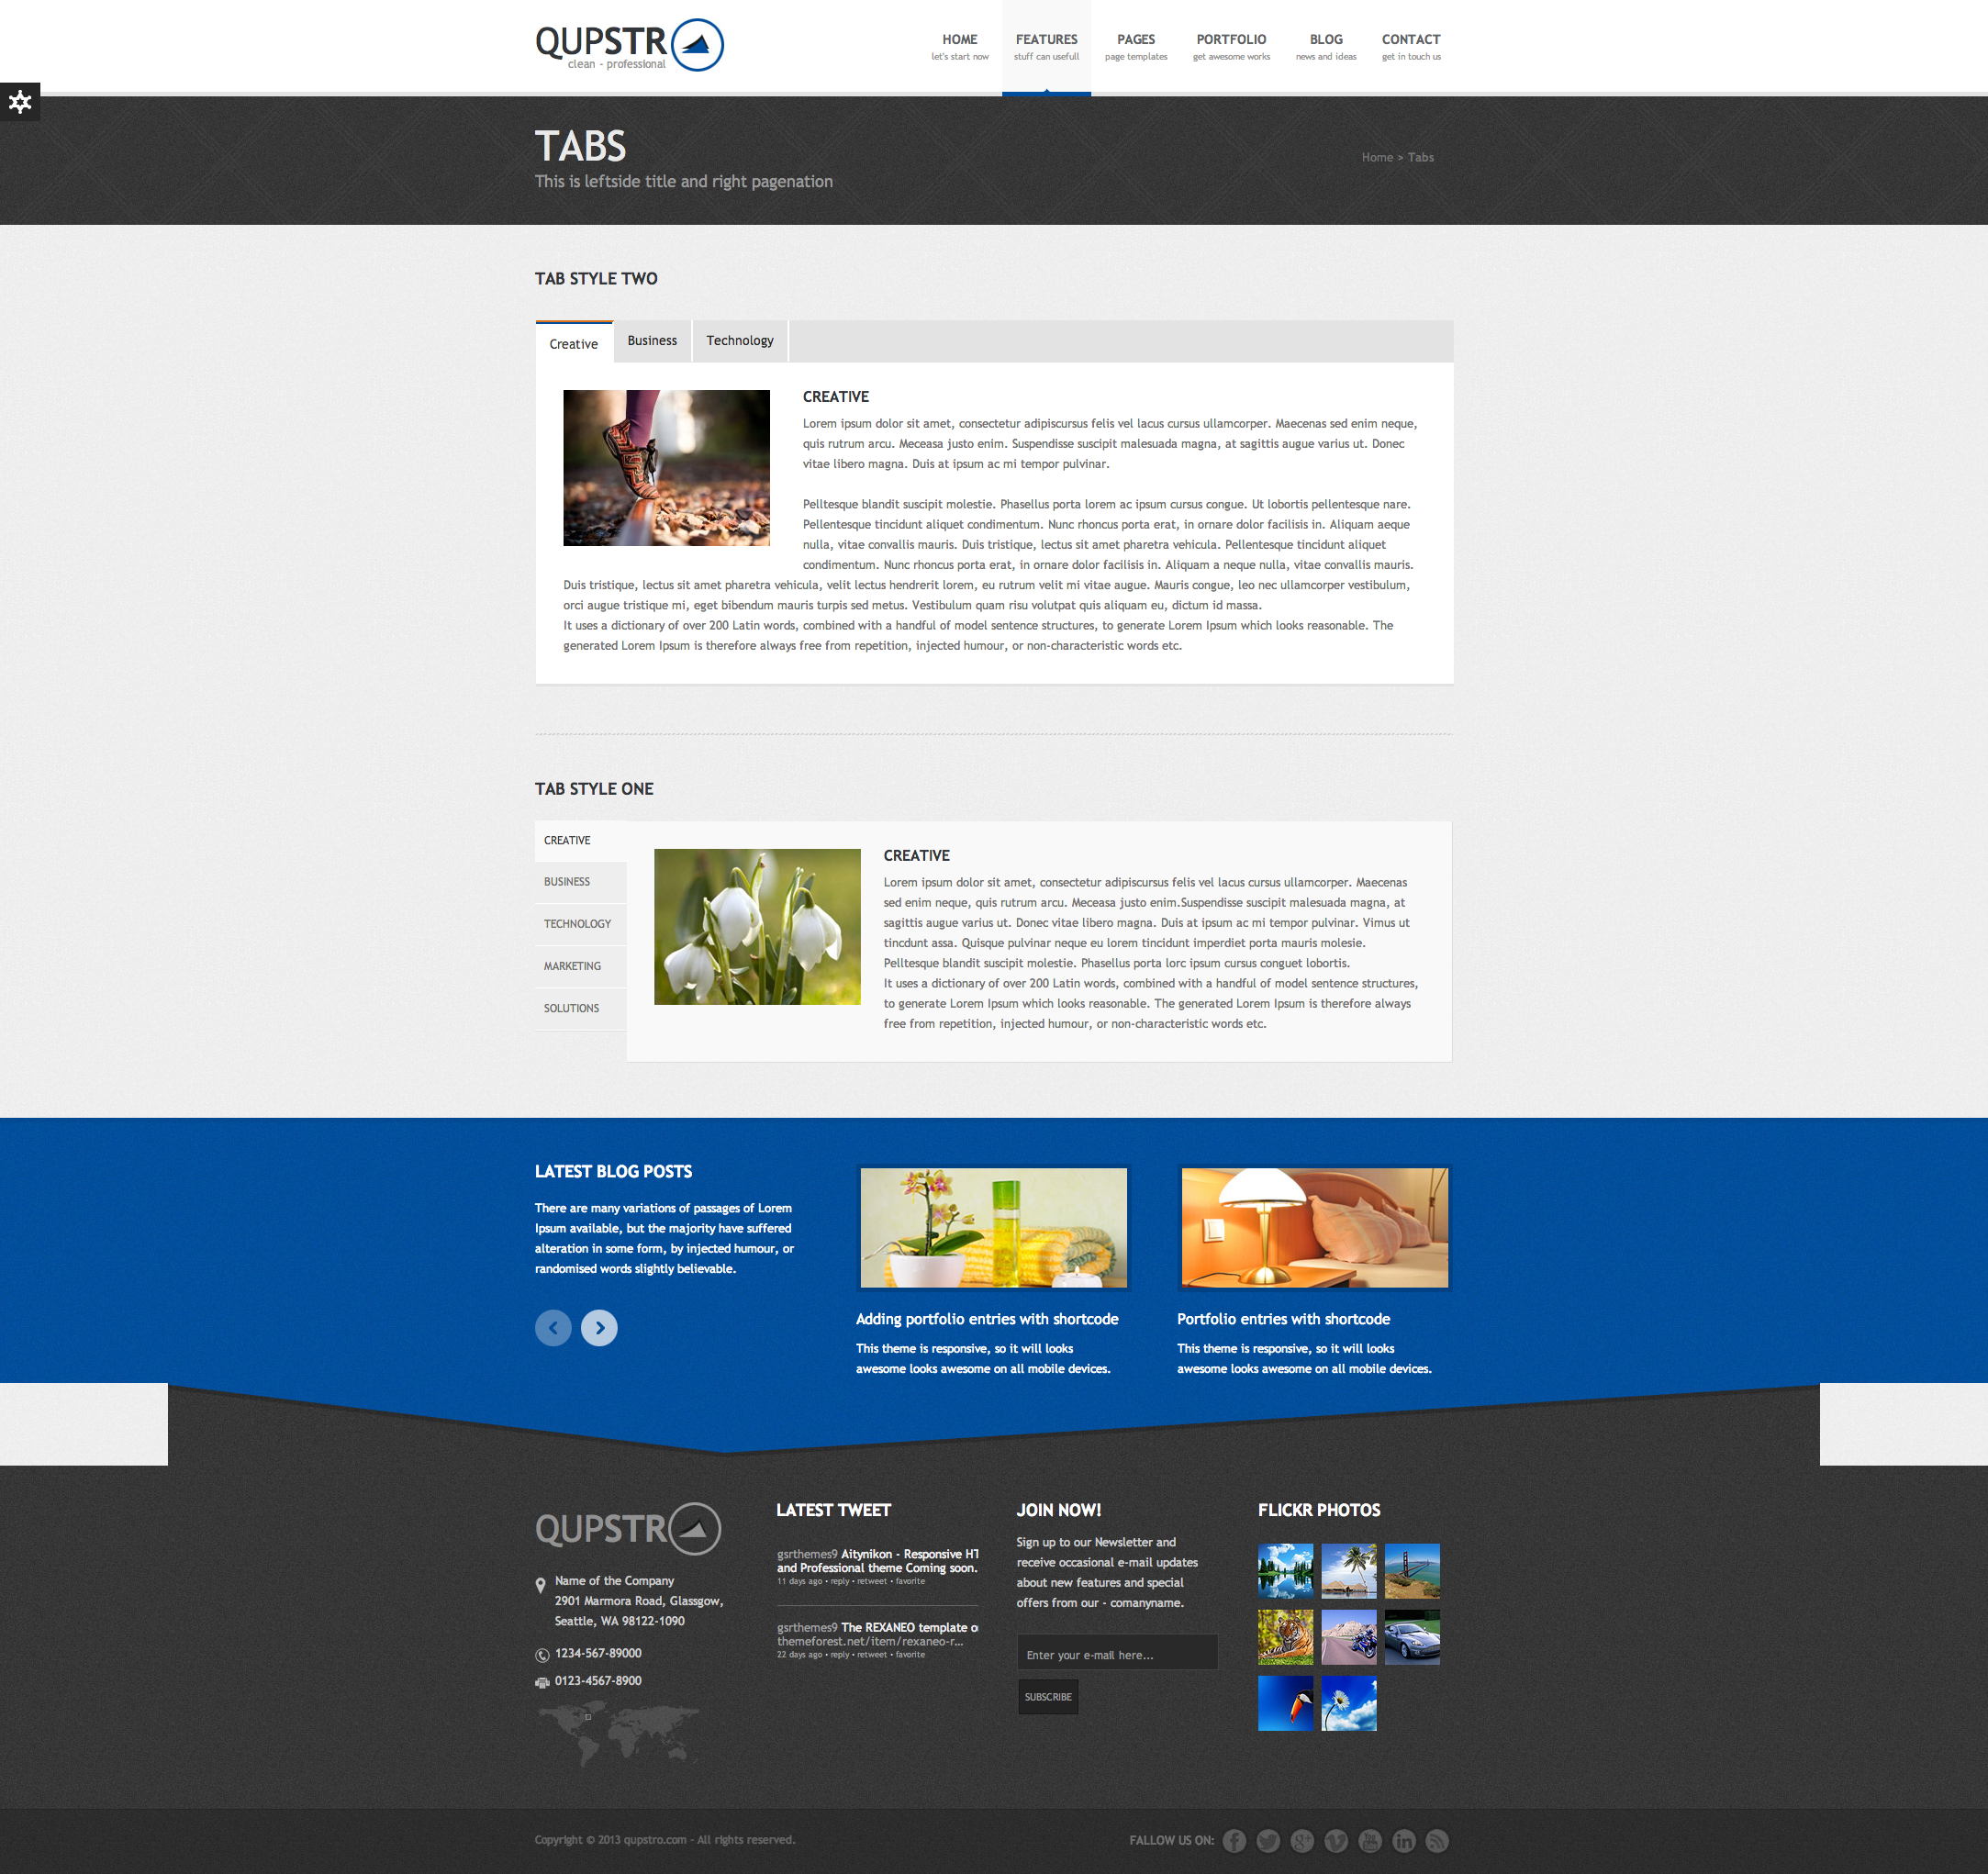 QUPSTRO
clean - professional
HOME
let's start now
FEATURES
stuff can usefull
PAGES
page templates
PORTFOLIO
get awesome works
BLOG
news and ideas
CONTACT
get in touch us
TABS
This is leftside title and right pagenation
Home > Tabs
TAB STYLE TWO
Creative
Business
Technology
CREATIVE
Lorem ipsum dolor sit amet, consectetur adipiscursus felis vel lacus cursus ullamcorper. Maecenas sed enim neque,
quis rutrum arcu. Meceasa justo enim. Suspendisse suscipit malesuada magna, at sagittis augue varius ut. Donec
vitae libero magna. Duis at ipsum ac mi tempor pulvinar.
Pelltesque blandit suscipit molestie. Phasellus porta lorem ac ipsum cursus congue. Ut lobortis pellentesque nare.
Pellentesque tincidunt aliquet condimentum. Nunc rhoncus porta erat, in ornare dolor facilisis in. Aliquam aeque
nulla, vitae convallis mauris. Duis tristique, lectus sit amet pharetra vehicula. Pellentesque tincidunt aliquet
condimentum. Nunc rhoncus porta erat, in ornare dolor facilisis in. Aliquam a neque nulla, vitae convallis mauris.
Duis tristique, lectus sit amet pharetra vehicula, velit lectus hendrerit lorem, eu rutrum velit mi vitae augue. Mauris congue, leo nec ullamcorper vestibulum,
orci augue tristique mi, eget bibendum mauris turpis sed metus. Vestibulum quam risu volutpat quis aliquam eu, dictum id massa.
It uses a dictionary of over 200 Latin words, combined with a handful of model sentence structures, to generate Lorem Ipsum which looks reasonable. The
generated Lorem Ipsum is therefore always free from repetition, injected humour, or non-characteristic words etc.
TAB STYLE ONE
CREATIVE
BUSINESS
TECHNOLOGY
MARKETING
SOLUTIONS
CREATIVE
Lorem ipsum dolor sit amet, consectetur adipiscursus felis vel lacus cursus ullamcorper. Maecenas
sed enim neque, quis rutrum arcu. Meceasa justo enim.Suspendisse suscipit malesuada magna, at
sagittis augue varius ut. Donec vitae libero magna. Duis at ipsum ac mi tempor pulvinar. Vimus ut
tincdunt assa. Quisque pulvinar neque eu lorem tincidunt imperdiet porta mauris molesie.
Pelltesque blandit suscipit molestie. Phasellus porta lorc ipsum cursus conguet lobortis.
It uses a dictionary of over 200 Latin words, combined with a handful of model sentence structures,
to generate Lorem Ipsum which looks reasonable. The generated Lorem Ipsum is therefore always
free from repetition, injected humour, or non-characteristic words etc.
LATEST BLOG POSTS
There are many variations of passages of Lorem
Ipsum available, but the majority have suffered
alteration in some form, by injected humour, or
randomised words slightly believable.
Adding portfolio entries with shortcode
This theme is responsive, so it will looks
awesome looks awesome on all mobile devices.
Portfolio entries with shortcode
This theme is responsive, so it will looks
awesome looks awesome on all mobile devices.
QUPSTRO
Name of the Company
2901 Marmora Road, Glassgow,
Seattle, WA 98122-1090
1234-567-89000
0123-4567-8900
LATEST TWEET
gsrthemes9 Aitynikon - Responsive HT
and Professional theme Coming soon.
11 days ago • reply • retweet • favorite
gsrthemes9 The REXANEO template o
themeforest.net/item/rexaneo-r...
22 days ago • reply • retweet • favorite
JOIN NOW!
Sign up to our Newsletter and
receive occasional e-mail updates
about new features and special
offers from our - comanyname.
Enter your e-mail here...
SUBSCRIBE
FLICKR PHOTOS
Copyright © 2013 qupstro.com - All rights reserved.
FALLOW US ON: